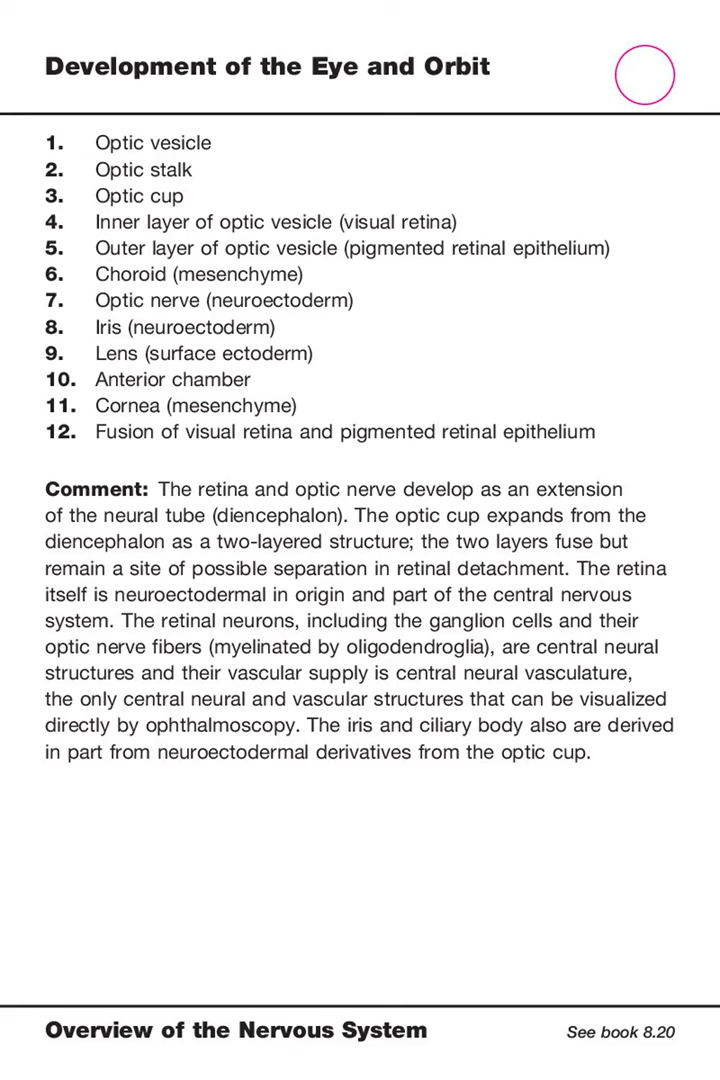 Development of the Eye and Orbit
1. Optic vesicle
2. Optic stalk
3. Optic cup
4. Inner layer of optic vesicle (visual retina)
5. Outer layer of optic vesicle (pigmented retinal epithelium)
6. Choroid (mesenchyme)
7. Optic nerve (neuroectoderm)
8. Iris (neuroectoderm)
9. Lens (surface ectoderm)
10. Anterior chamber
11. Cornea (mesenchyme)
12. Fusion of visual retina and pigmented retinal epithelium
Comment: The retina and optic nerve develop as an extension
of the neural tube (diencephalon). The optic cup expands from the
diencephalon as a two-layered structure; the two layers fuse but
remain a site of possible separation in retinal detachment. The retina
itself is neuroectodermal in origin and part of the central nervous
system. The retinal neurons, including the ganglion cells and their
optic nerve fibers (myelinated by oligodendroglia), are central neural
structures and their vascular supply is central neural vasculature,
the only central neural and vascular structures that can be visualized
directly by ophthalmoscopy. The iris and ciliary body also are derived
in part from neuroectodermal derivatives from the optic cup.
Overview of the Nervous System
See book 8.20